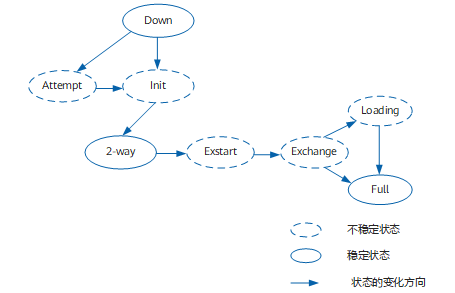 Down
Attempt
Init
Loading
2-way
Exstart
Exchange
Full
不稳定状态
稳定状态
状态的变化方向